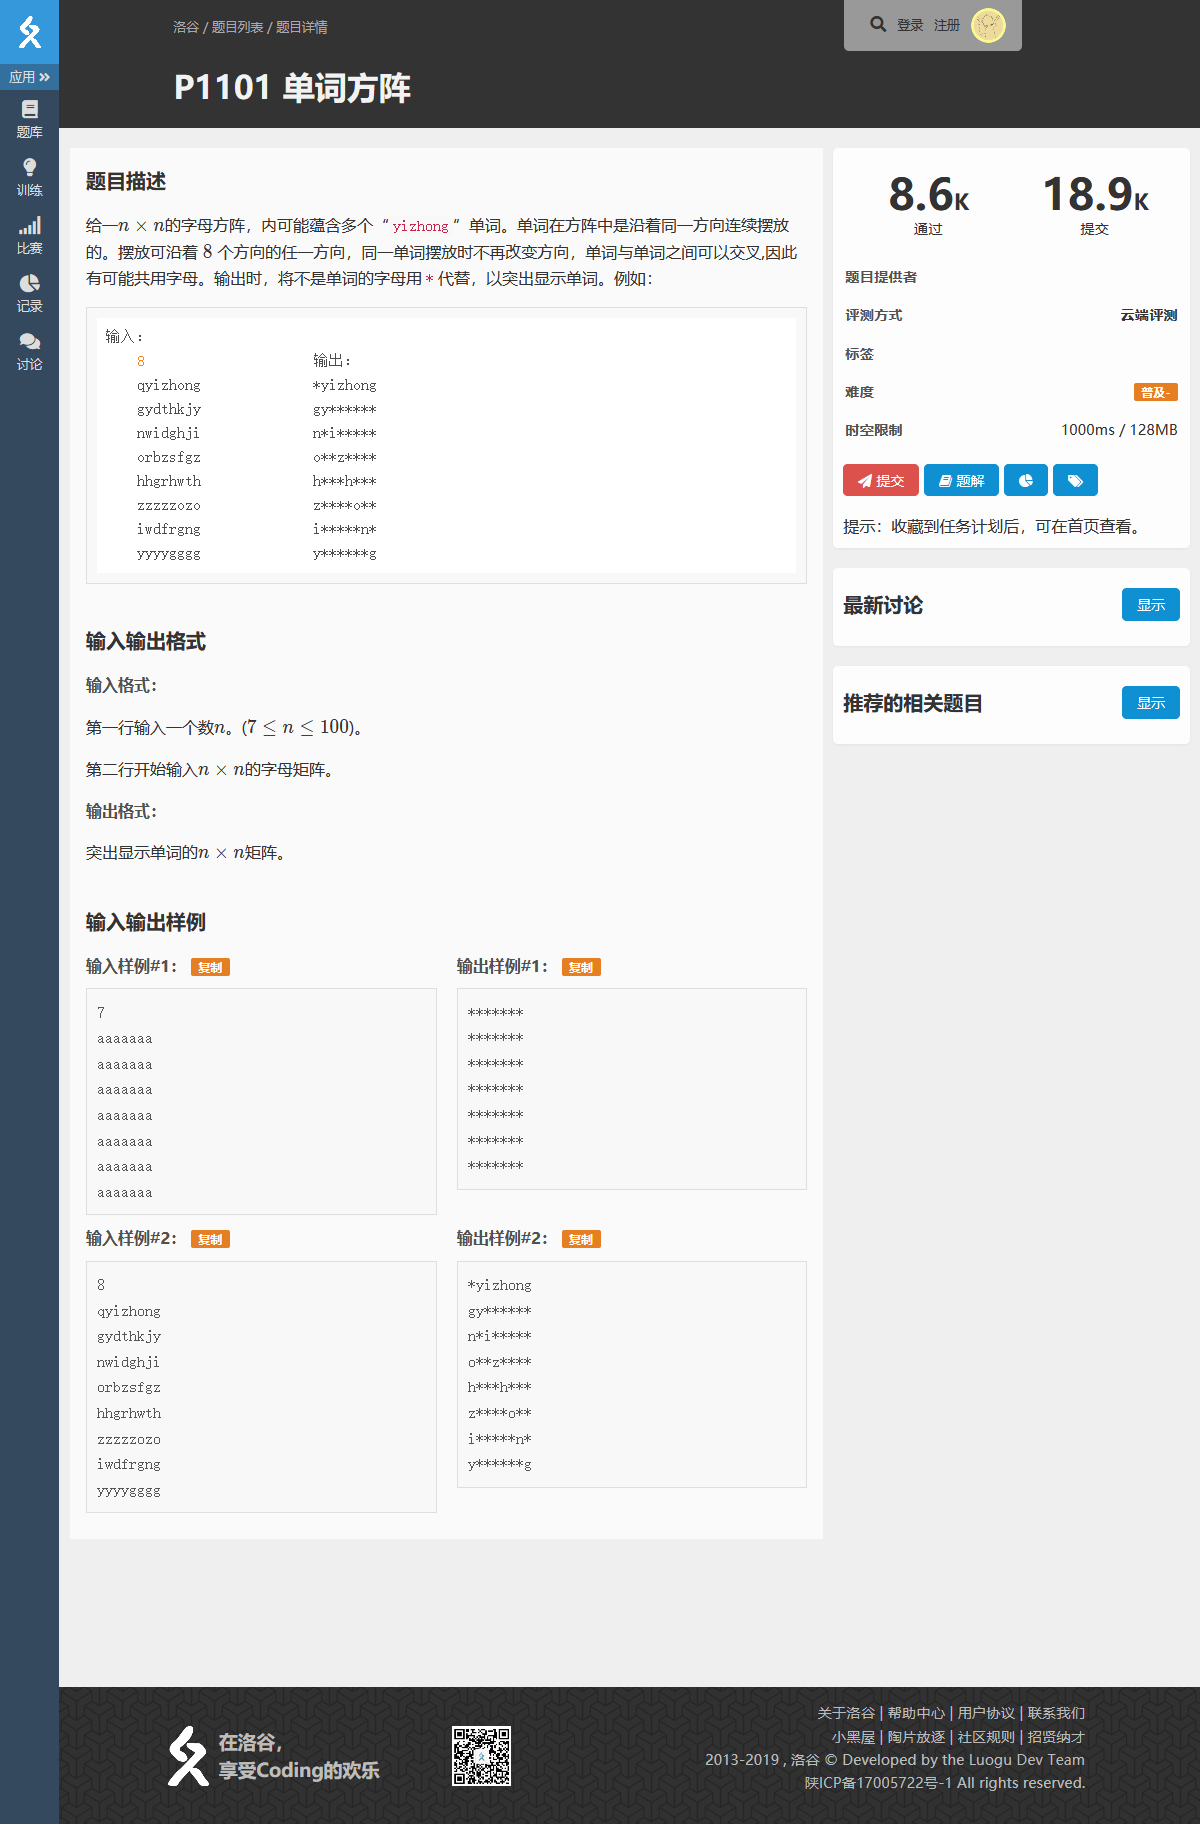 洛谷 / 题目列表 / 题目详情
登录 注册
P1101 单词方阵
应用
题库
训练
比赛
记录
讨论
题目描述
给一n × n的字母方阵，内可能蕴含多个“ yizhong ”单词。单词在方阵中是沿着同一方向连续摆放
的。摆放可沿着 8 个方向的任一方向，同一单词摆放时不再改变方向，单词与单词之间可以交叉,因此
有可能共用字母。输出时，将不是单词的字母用 * 代替，以突出显示单词。例如：
输入：
8 输出：
qyizhong *yizhong
gydthkjy gy******
nwidghji n*i*****
orbzsfgz o**z****
hhgrhwth h***h***
zzzzzozo z****o**
iwdfrgng i*****n*
yyyygggg y******g
输入输出格式
输入格式：
第一行输入一个数n。(7 ≤ n ≤ 100)。
第二行开始输入n × n的字母矩阵。
输出格式：
突出显示单词的n × n矩阵。
输入输出样例
输入样例#1： 复制
7
aaaaaaa
aaaaaaa
aaaaaaa
aaaaaaa
aaaaaaa
aaaaaaa
aaaaaaa
输出样例#1： 复制
*******
*******
*******
*******
*******
*******
*******
输入样例#2： 复制
8
qyizhong
gydthkjy
nwidghji
orbzsfgz
hhgrhwth
zzzzzozo
iwdfrgng
yyyygggg
输出样例#2： 复制
*yizhong
gy******
n*i*****
o**z****
h***h***
z****o**
i*****n*
y******g
8.6K 18.9K
通过 提交
题目提供者
评测方式 云端评测
标签
难度 普及-
时空限制 1000ms / 128MB
提交 题解
提示：收藏到任务计划后，可在首页查看。
最新讨论 显示
推荐的相关题目 显示
在洛谷，
享受Coding的欢乐
关于洛谷 | 帮助中心 | 用户协议 | 联系我们
小黑屋 | 陶片放逐 | 社区规则 | 招贤纳才
2013-2019 , 洛谷 © Developed by the Luogu Dev Team
陕ICP备17005722号-1 All rights reserved.